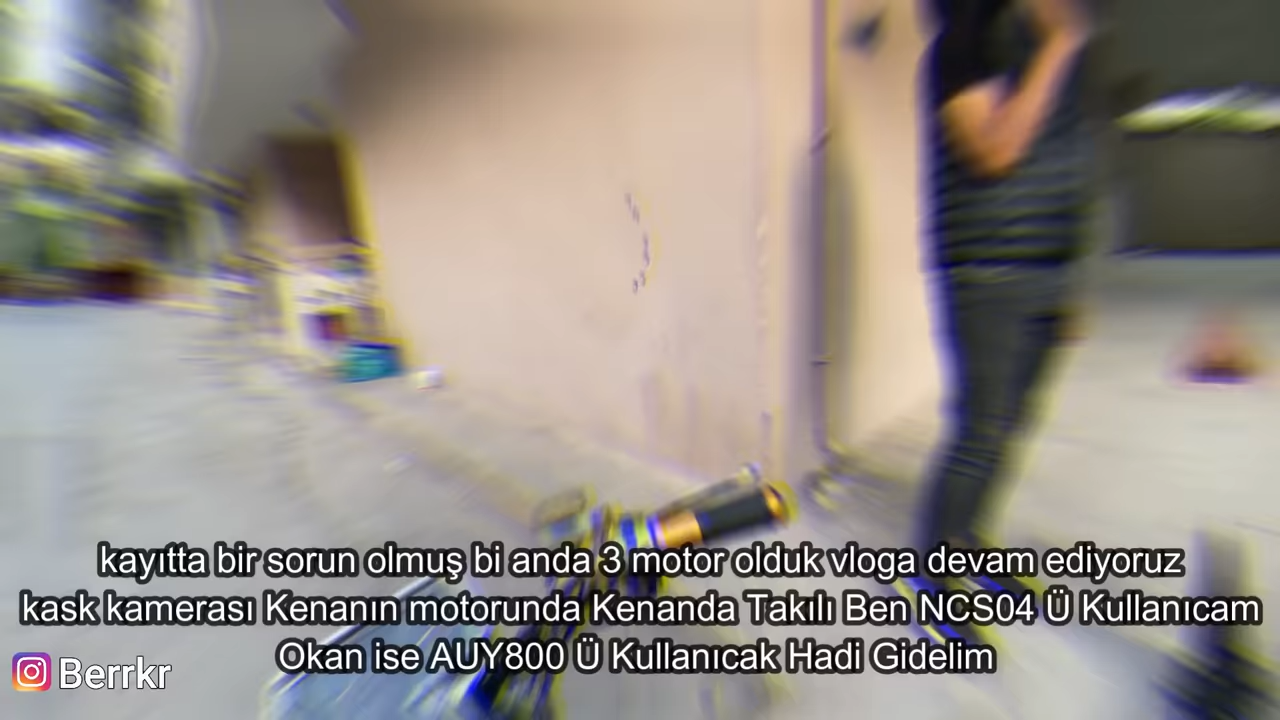 kayıtta bir sorun olmuş bi anda 3 motor olduk vloga devam ediyoruz
kask kamerası Kenanın motorunda Kenanda Takılı Ben NCS04 Ü Kullanıcam
Okan ise AUY800 Ü Kullanıcak Hadi Gidelim
Berrkr